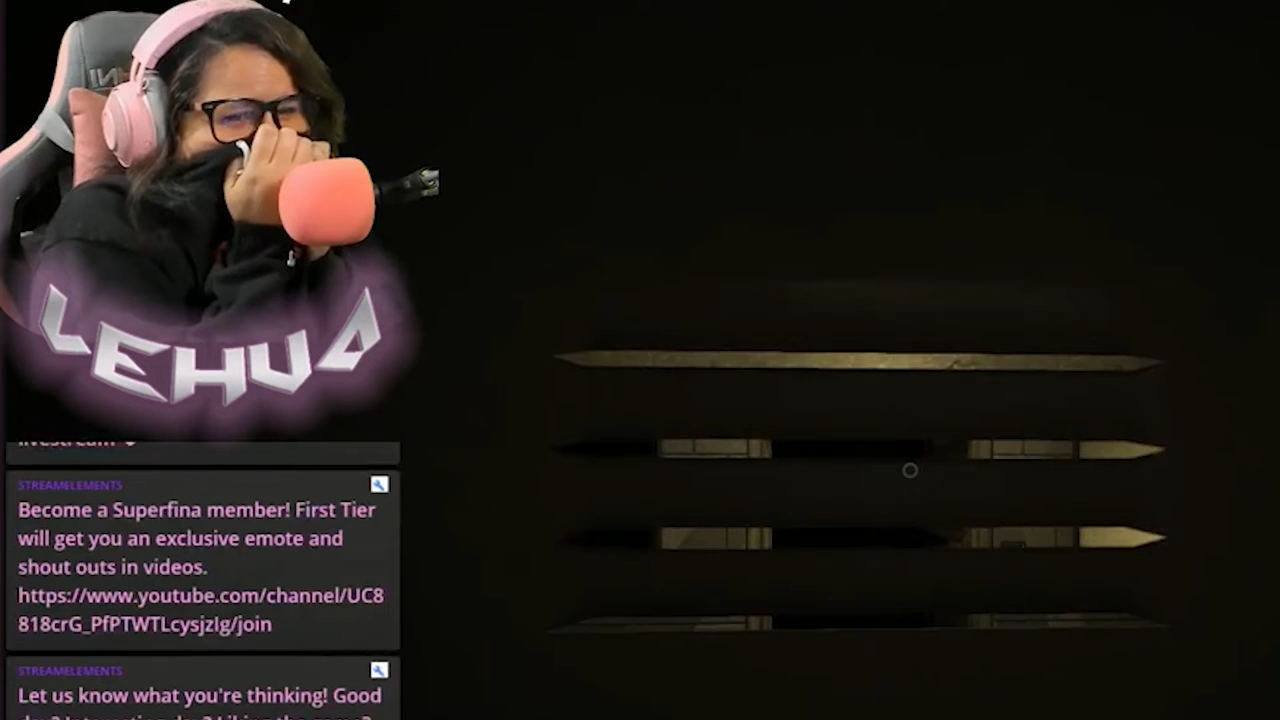 LEHUA
livestream
STREAMELEMENTS
Become a Superfina member! First Tier
will get you an exclusive emote and
shout outs in videos.
https://www.youtube.com/channel/UC8
818crG_PfPTWTLcysjzIg/join
STREAMELEMENTS
Let us know what you're thinking! Good